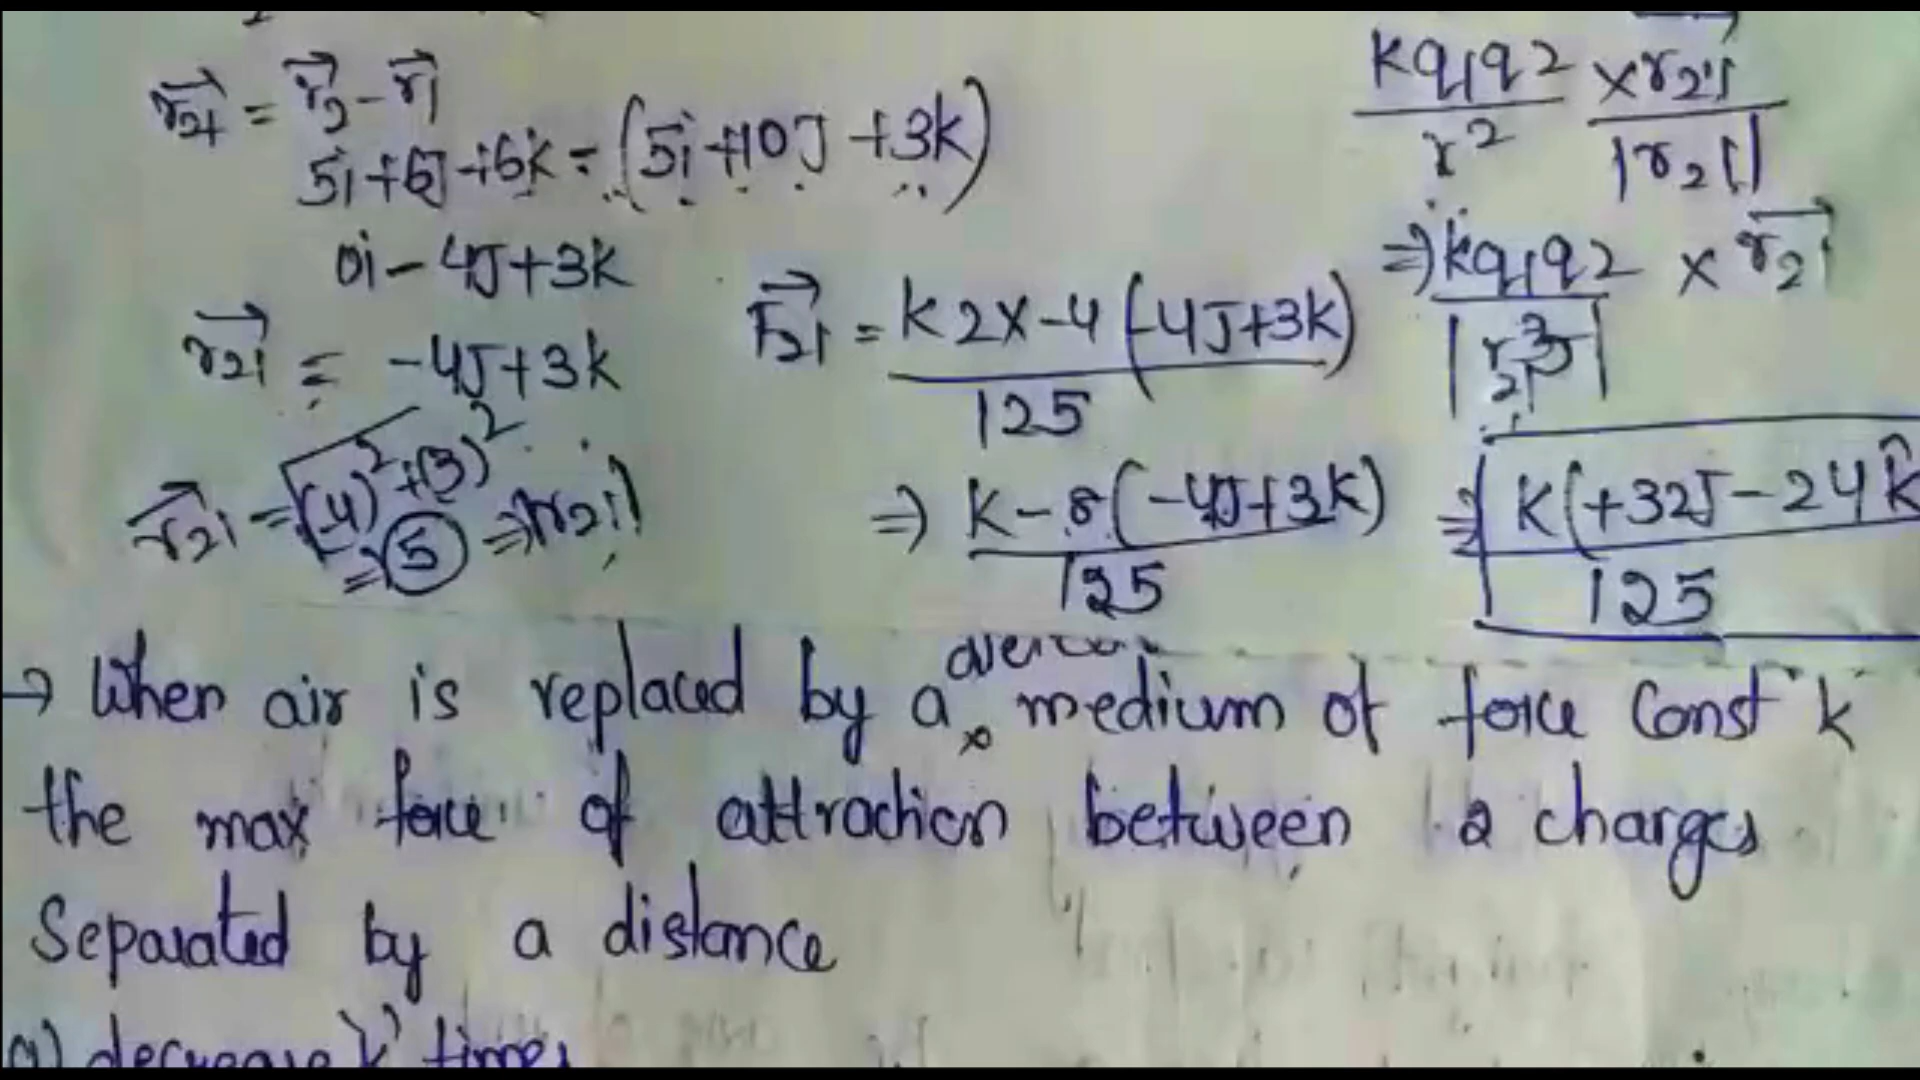 r₂₁ = r₂ - r₁
5i+6J+6k - (5i+10J+3k)
0i-4J+3k
r₂₁ = -4J+3k
r₂₁ = √(4)²+(3)²
=> 5 => |r₂₁|
kq₁q2/r² × r₂₁/|r₂₁|
=> kq₁q2/|r₂₁³| × r₂₁
F₂₁ = k2x-4(-4J+3k)/125
=> k-8(-4J+3k)/125
=> k(+32J-24k̂/125
→ When air is replaced by a medium of force Const k
the max force of attraction between 2 charges
Separated by a distance
a) decrease 'k' times